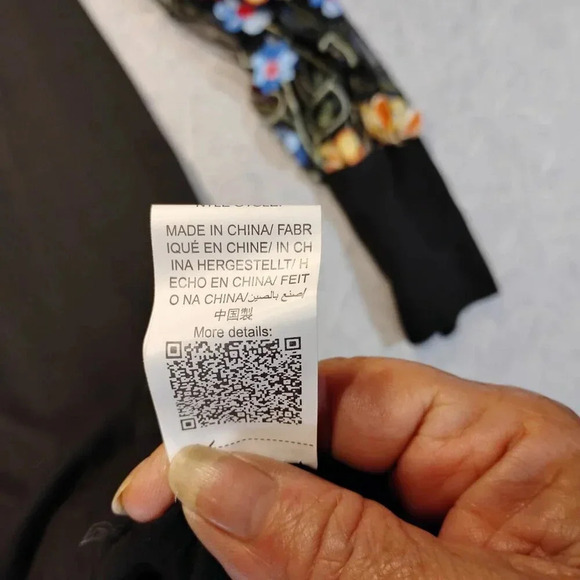 MADE IN CHINA/ FABR
IQUÉ EN CHINE/ IN CH
INA HERGESTELLT/ H
ECHO EN CHINA/ FEIT
O NA CHINA/صنع بالصين/
中国製
More details: